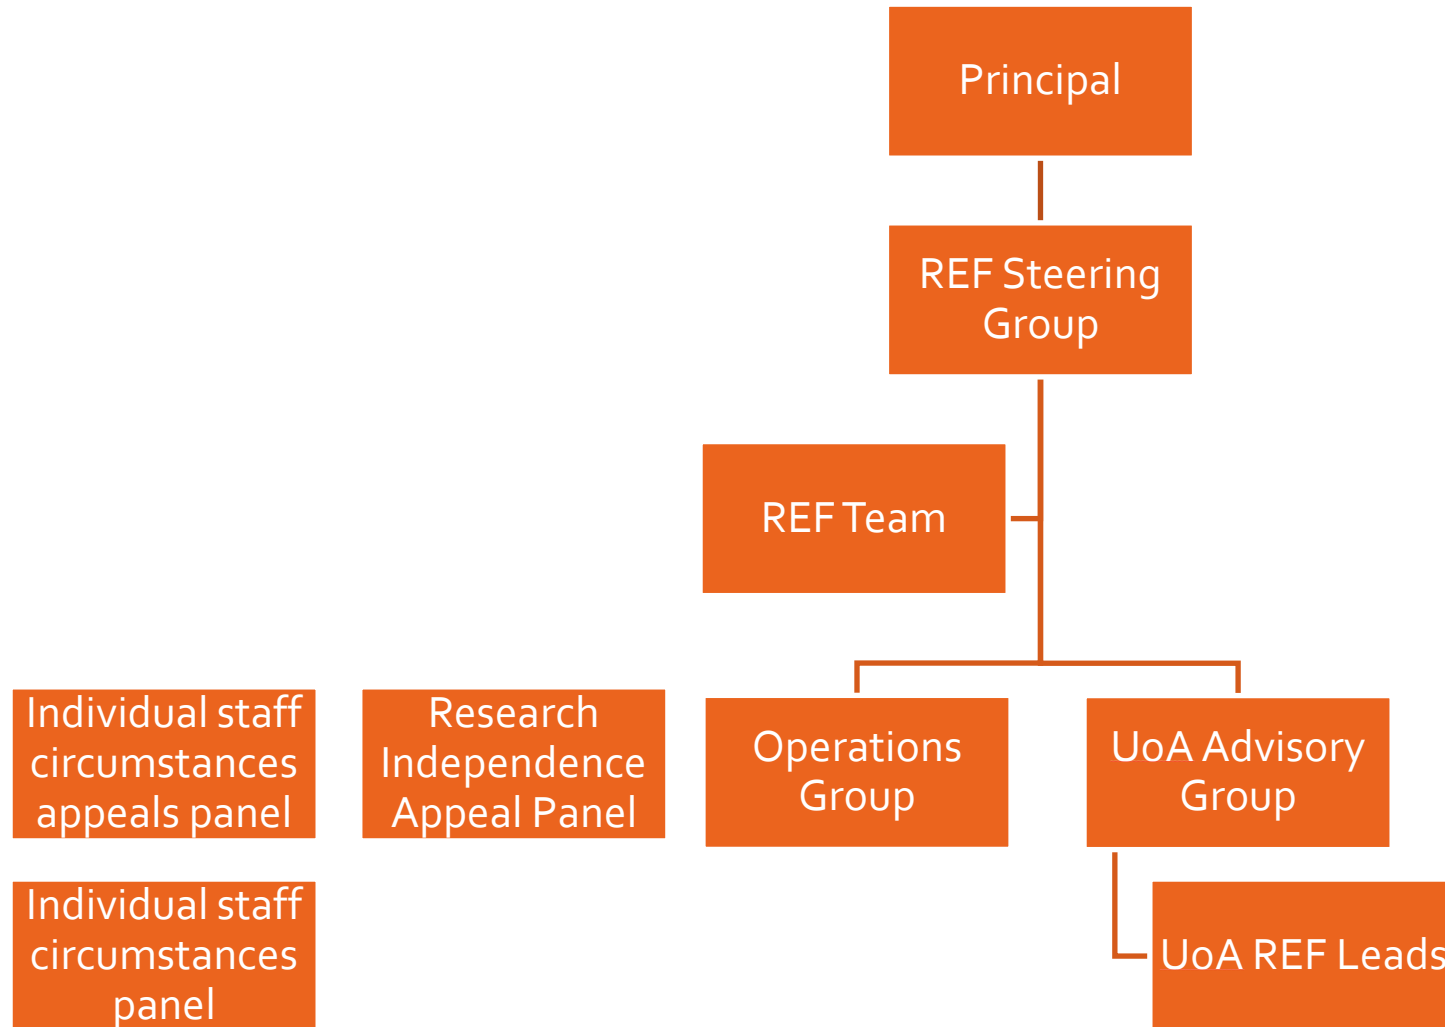 Principal
REF Steering
Group
REF Team
Individual staff
circumstances
appeals panel
Research
Independence
Appeal Panel
Operations
Group
UoA Advisory
Group
Individual staff
circumstances
panel
UoA REF Leads